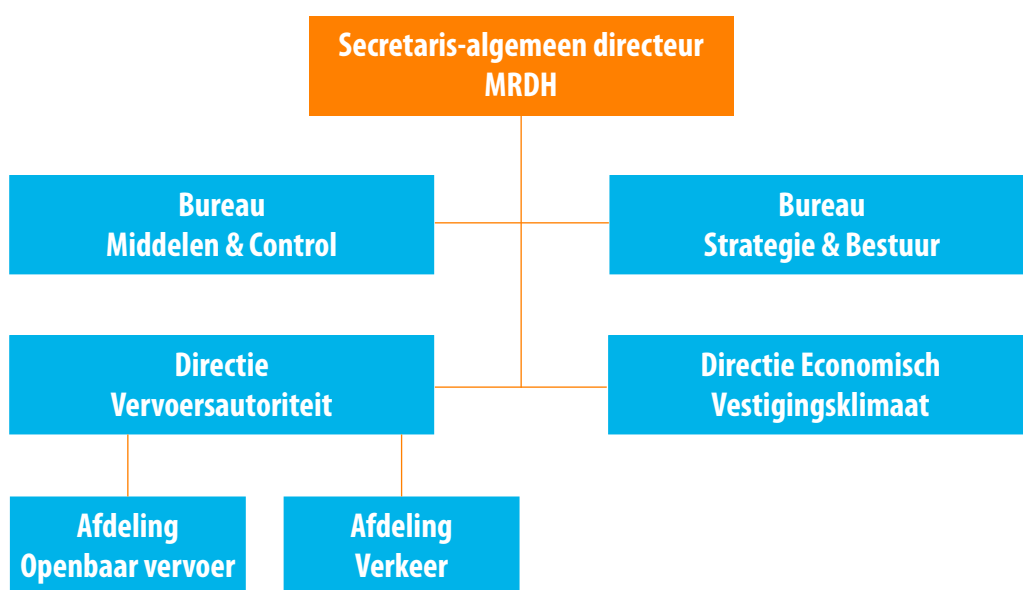 Secretaris-algemeen directeur
MRDH
Bureau
Middelen & Control
Bureau
Strategie & Bestuur
Directie
Vervoersautoriteit
Directie Economisch
Vestigingsklimaat
Afdeling
Openbaar vervoer
Afdeling
Verkeer